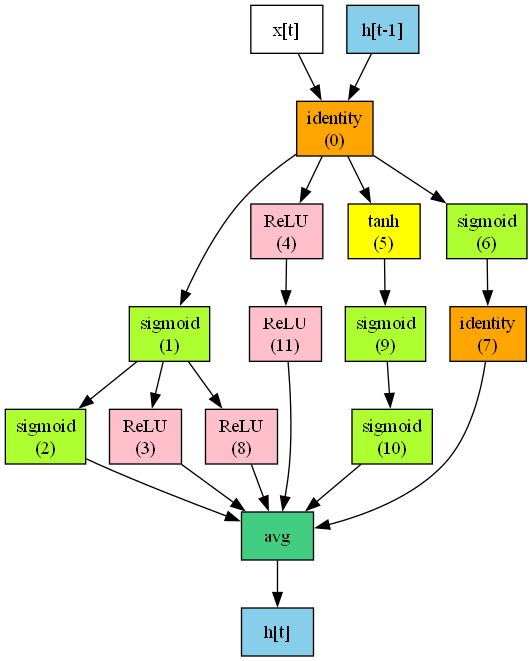 x[t]
h[t-1]
identity
(0)
ReLU
(4)
tanh
(5)
sigmoid
(6)
sigmoid
(1)
ReLU
(11)
sigmoid
(9)
identity
(7)
sigmoid
(2)
ReLU
(3)
ReLU
(8)
sigmoid
(10)
avg
h[t]